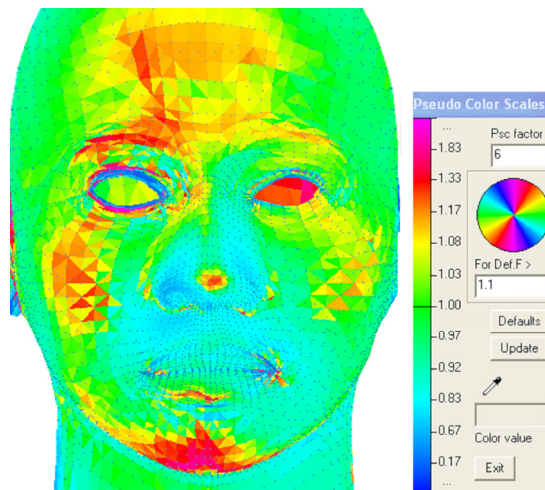 Pseudo Color Scales
...
Psc factor
1.83
6
1.33
1.17
1.08
For Def.F >
1.03
1.1
1.00
Defaults
0.97
Update
0.92
0.83
0.67
Color value
0.17
Exit
...